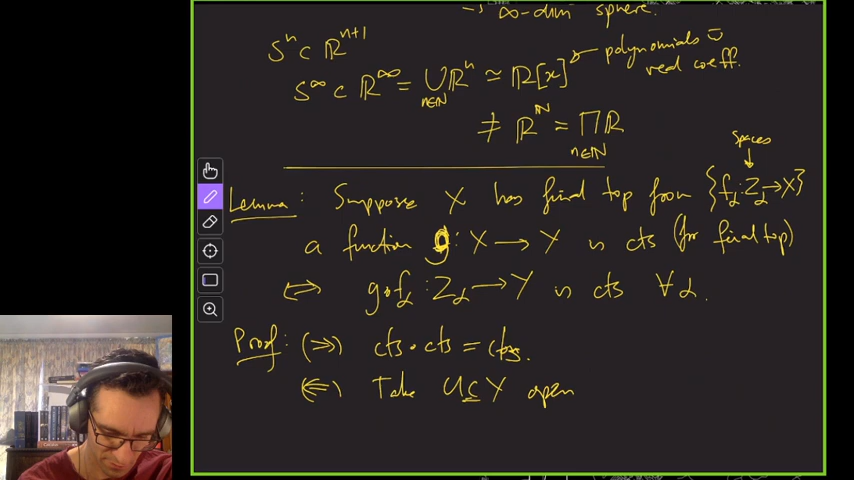 → ∞-dim sphere.
Sⁿ ⊂ ℝⁿ⁺¹
S^∞ ⊂ ℝ^∞ = ⋃_{n∈ℕ} ℝⁿ ≃ ℝ[x] ← polynomials w real coeff.
≠ ℝ^ℕ = ∏_{n∈ℕ} ℝ
spaces
Lemma: Suppose X has final top from {f_α: Z_α → X}
a function g: X → Y is cts (for final top)
⇔ g∘f_α : Z_α → Y is cts ∀α.
Proof: (⇒) cts∘cts = cts.
(⇐) Take U ⊆ Y open